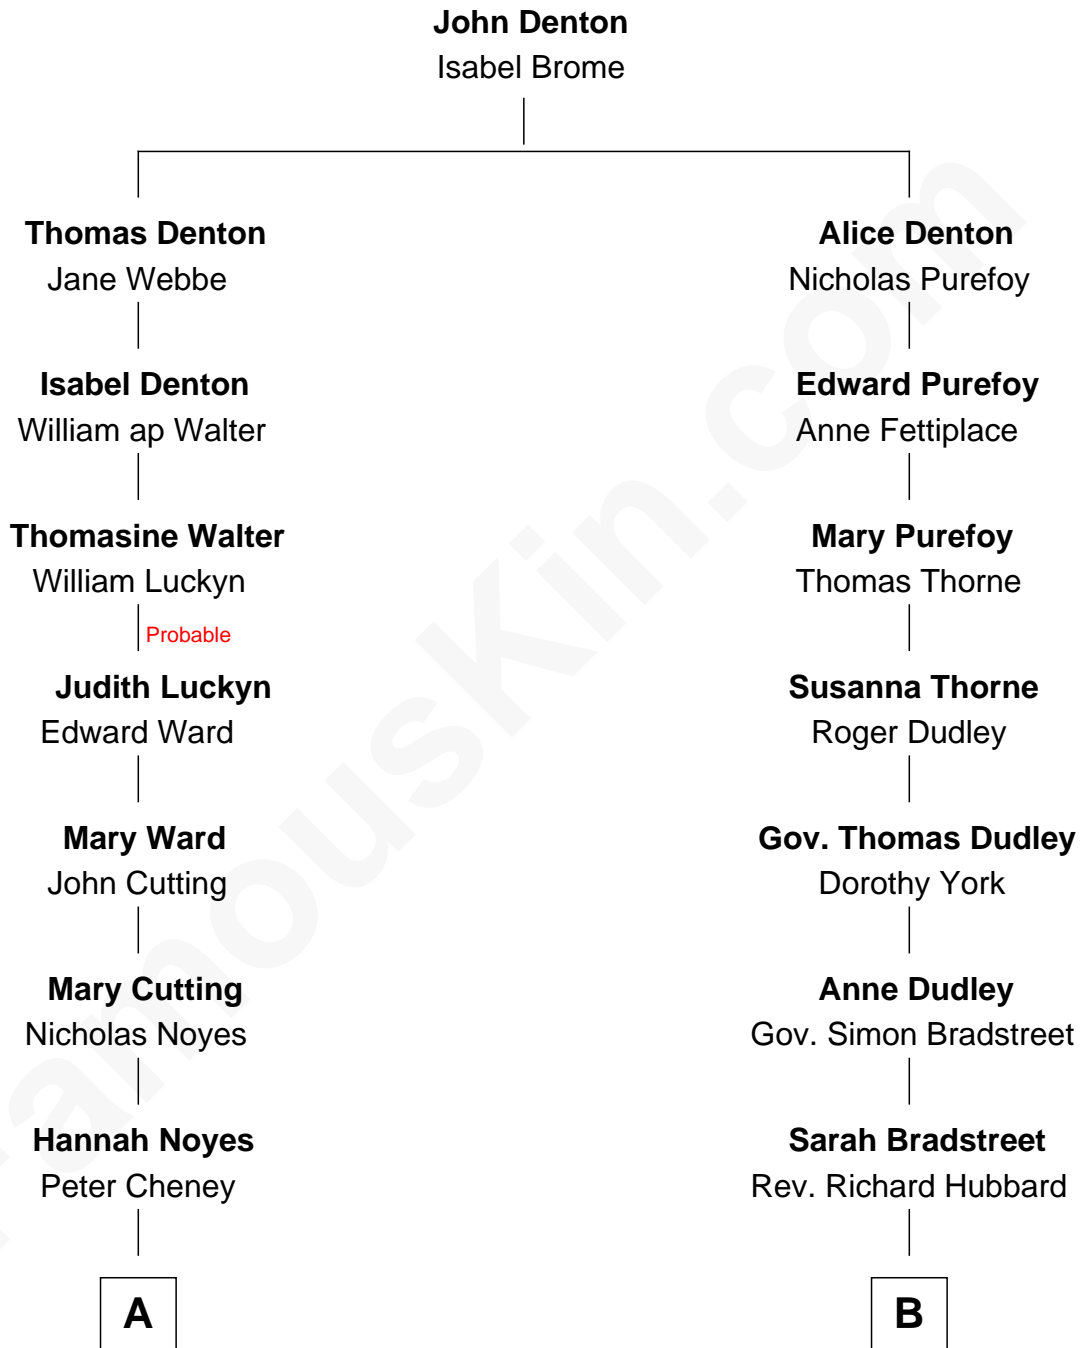 John Denton
Isabel Brome
Thomas Denton
Jane Webbe
Alice Denton
Nicholas Purefoy
Isabel Denton
William ap Walter
Edward Purefoy
Anne Fettiplace
Thomasine Walter
William Luckyn
Mary Purefoy
Thomas Thorne
Probable
Judith Luckyn
Edward Ward
Susanna Thorne
Roger Dudley
Mary Ward
John Cutting
Gov. Thomas Dudley
Dorothy York
Mary Cutting
Nicholas Noyes
Anne Dudley
Gov. Simon Bradstreet
Hannah Noyes
Peter Cheney
Sarah Bradstreet
Rev. Richard Hubbard
A
B
FamousKin.com